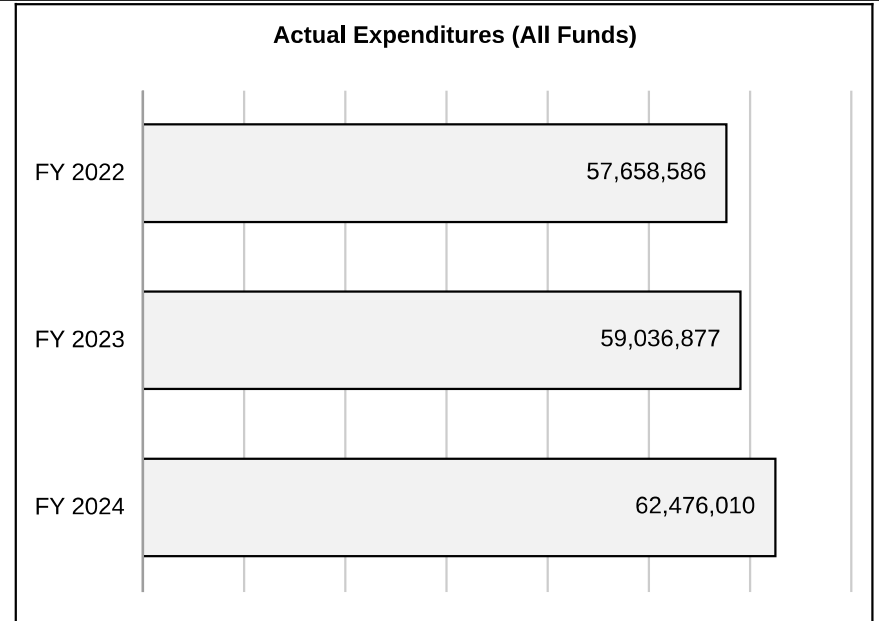 Actual Expenditures (All Funds)
FY 2022 57,658,586
FY 2023 59,036,877
FY 2024 62,476,010